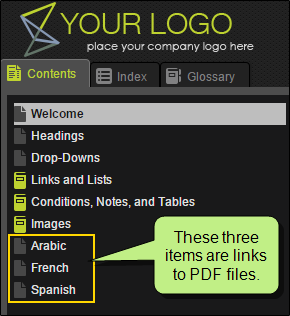 YOUR LOGO
place your company logo here
Contents
Index
Glossary
Welcome
Headings
Drop-Downs
Links and Lists
Conditions, Notes, and Tables
Images
Arabic
French
Spanish
These three
items are links
to PDF files.